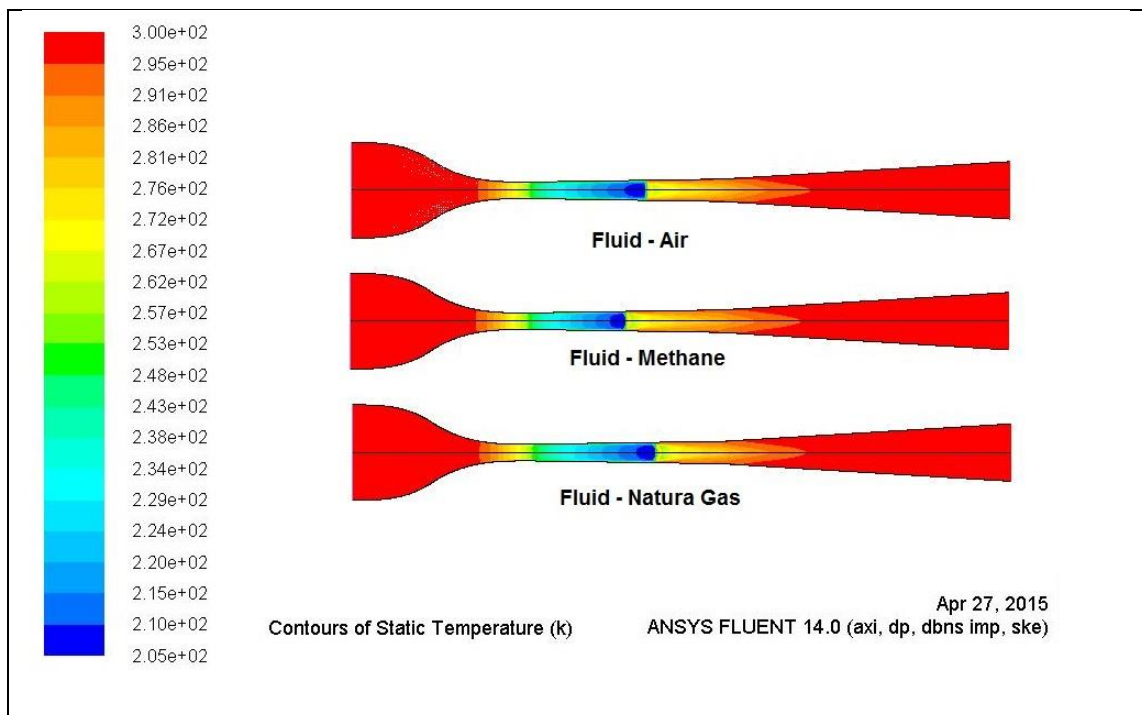 3.00e+02
2.95e+02
2.91e+02
2.86e+02
2.81e+02
2.76e+02
2.72e+02
2.67e+02
2.62e+02
2.57e+02
2.53e+02
2.48e+02
2.43e+02
2.38e+02
2.34e+02
2.29e+02
2.24e+02
2.20e+02
2.15e+02
2.10e+02
2.05e+02
Fluid - Air
Fluid - Methane
Fluid - Natura Gas
Contours of Static Temperature (k)
Apr 27, 2015
ANSYS FLUENT 14.0 (axi, dp, dbns imp, ske)